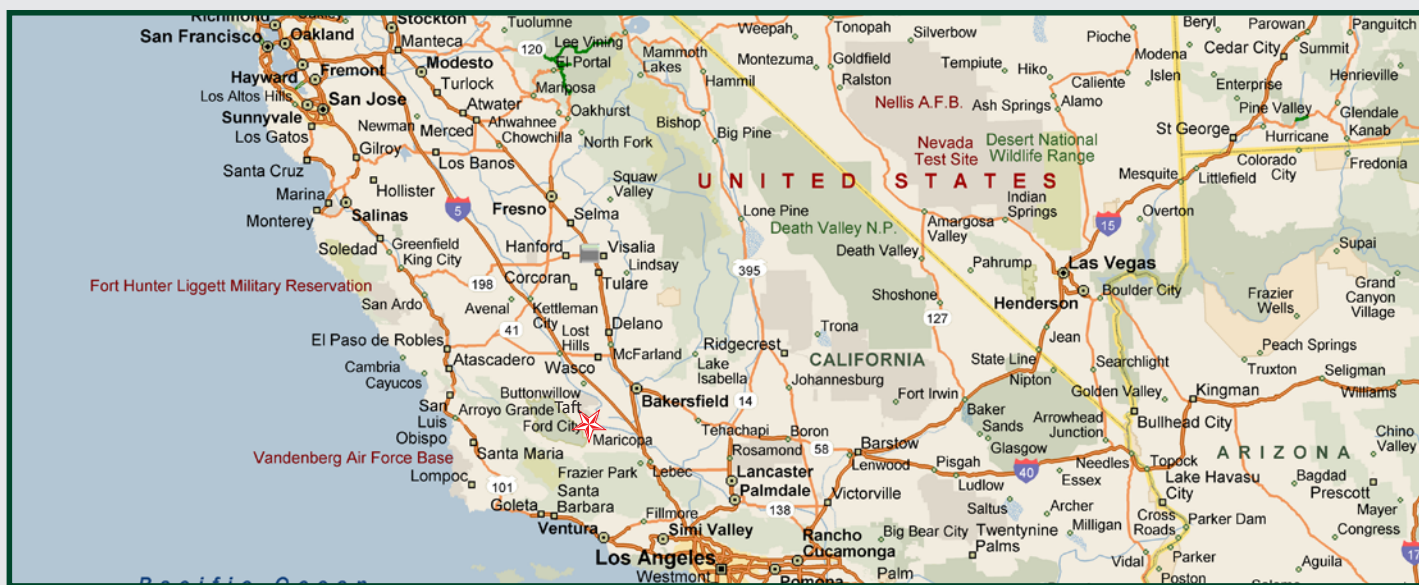 Richmond
Stockton
Tuolumne
San Francisco
Oakland
Manteca
120
Lee Vining
Weepah
Tonopah
Silverbow
Pioche
Beryl
Parowan
Panguitch
Cedar City
Summit
Hayward
Fremont
Modesto
El Portal
Mammoth
Lakes
Montezuma
Goldfield
Ralston
Tempiute
Hiko
Modena
Caliente
Islen
Enterprise
Henrieville
Los Altos Hills
San Jose
Turlock
Mariposa
Hammil
Nellis A.F.B.
Ash Springs
Alamo
Pine Valley
Glendale
Sunnyvale
Atwater
Oakhurst
Los Gatos
Newman
Merced
Ahwahnee
Chowchilla
Bishop
Big Pine
Nevada
Test Site
Desert National
Wildlife Range
St George
Hurricane
Kanab
Gilroy
Los Banos
North Fork
Santa Cruz
Colorado
City
Fredonia
Hollister
Squaw
Valley
UNITED STATES
Mesquite
Littlefield
Marina
Monterey
Salinas
5
Fresno
Selma
Lone Pine
Indian
Springs
Overton
15
Death Valley N.P.
Amargosa
Valley
Soledad
Greenfield
King City
Hanford
Visalia
Death Valley
Supai
Lindsay
395
Pahrump
Las Vegas
Fort Hunter Liggett Military Reservation
198
Corcoran
Tulare
Shoshone
Henderson
Boulder City
Frazier
Wells
Grand
Canyon
Village
San Ardo
Avenal
Kettleman
City
127
41
Lost
Hills
Delano
Trona
Jean
El Paso de Robles
McFarland
Ridgecrest
CALIFORNIA
State Line
Searchlight
Peach Springs
Atascadero
Wasco
Lake
Isabella
Nipton
Truxton
Seligman
Cambria
Cayucos
Johannesburg
Golden Valley
Kingman
Williams
Buttonwillow
Bakersfield
14
Fort Irwin
San
Luis
Obispo
Arroyo Grande
Taft
Ford City
Baker
Sands
Arrowhead
Junction
Bullhead City
Maricopa
Tehachapi
Boron
Barstow
Chino
Valley
Vandenberg Air Force Base
Santa Maria
Rosamond
58
Glasgow
ARIZONA
Lompoc
Frazier Park
Lebec
Lancaster
Lenwood
Pisgah
40
Needles
Topock
101
Palmdale
Ludlow
Essex
Lake Havasu
City
Bagdad
Prescott
Goleta
Santa
Barbara
Fillmore
138
Victorville
Saltus
Archer
Mayer
Ventura
Simi Valley
Rancho
Cucamonga
Big Bear City
Twentynine
Palms
Milligan
Cross
Roads
Parker Dam
Congress
Los Angeles
Vidal
Parker
Aguila
17
Pacific Ocean
Westmont
Pomona
Palm
Poston